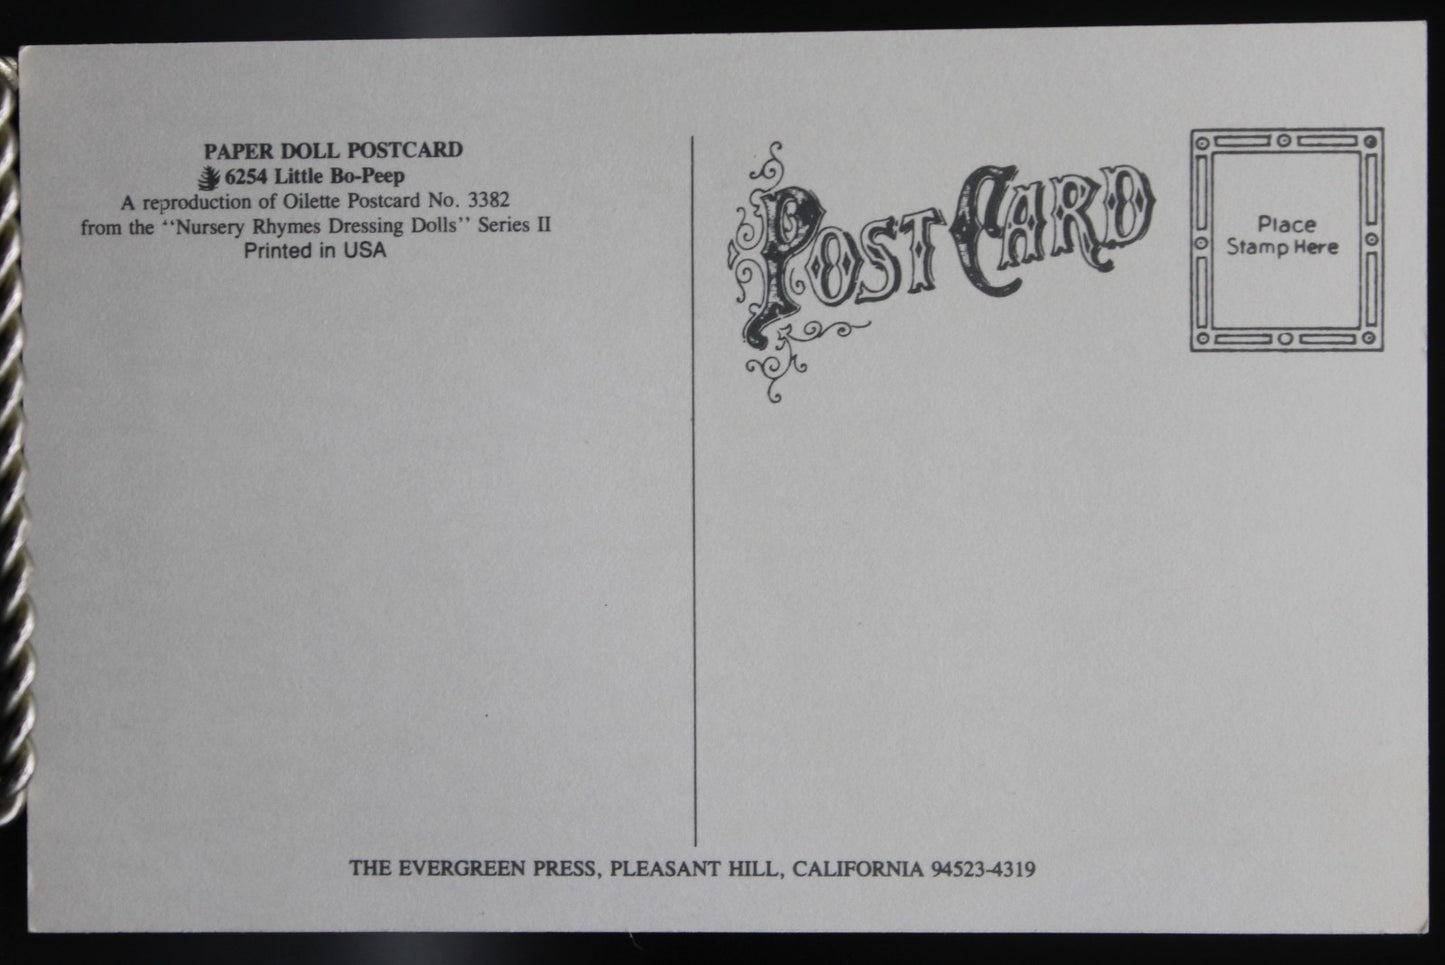 PAPER DOLL POSTCARD
6254 Little Bo-Peep
A reproduction of Oilette Postcard No. 3382
from the "Nursery Rhymes Dressing Dolls" Series II
Printed in USA
POST CARD
Place
Stamp Here
THE EVERGREEN PRESS, PLEASANT HILL, CALIFORNIA 94523-4319